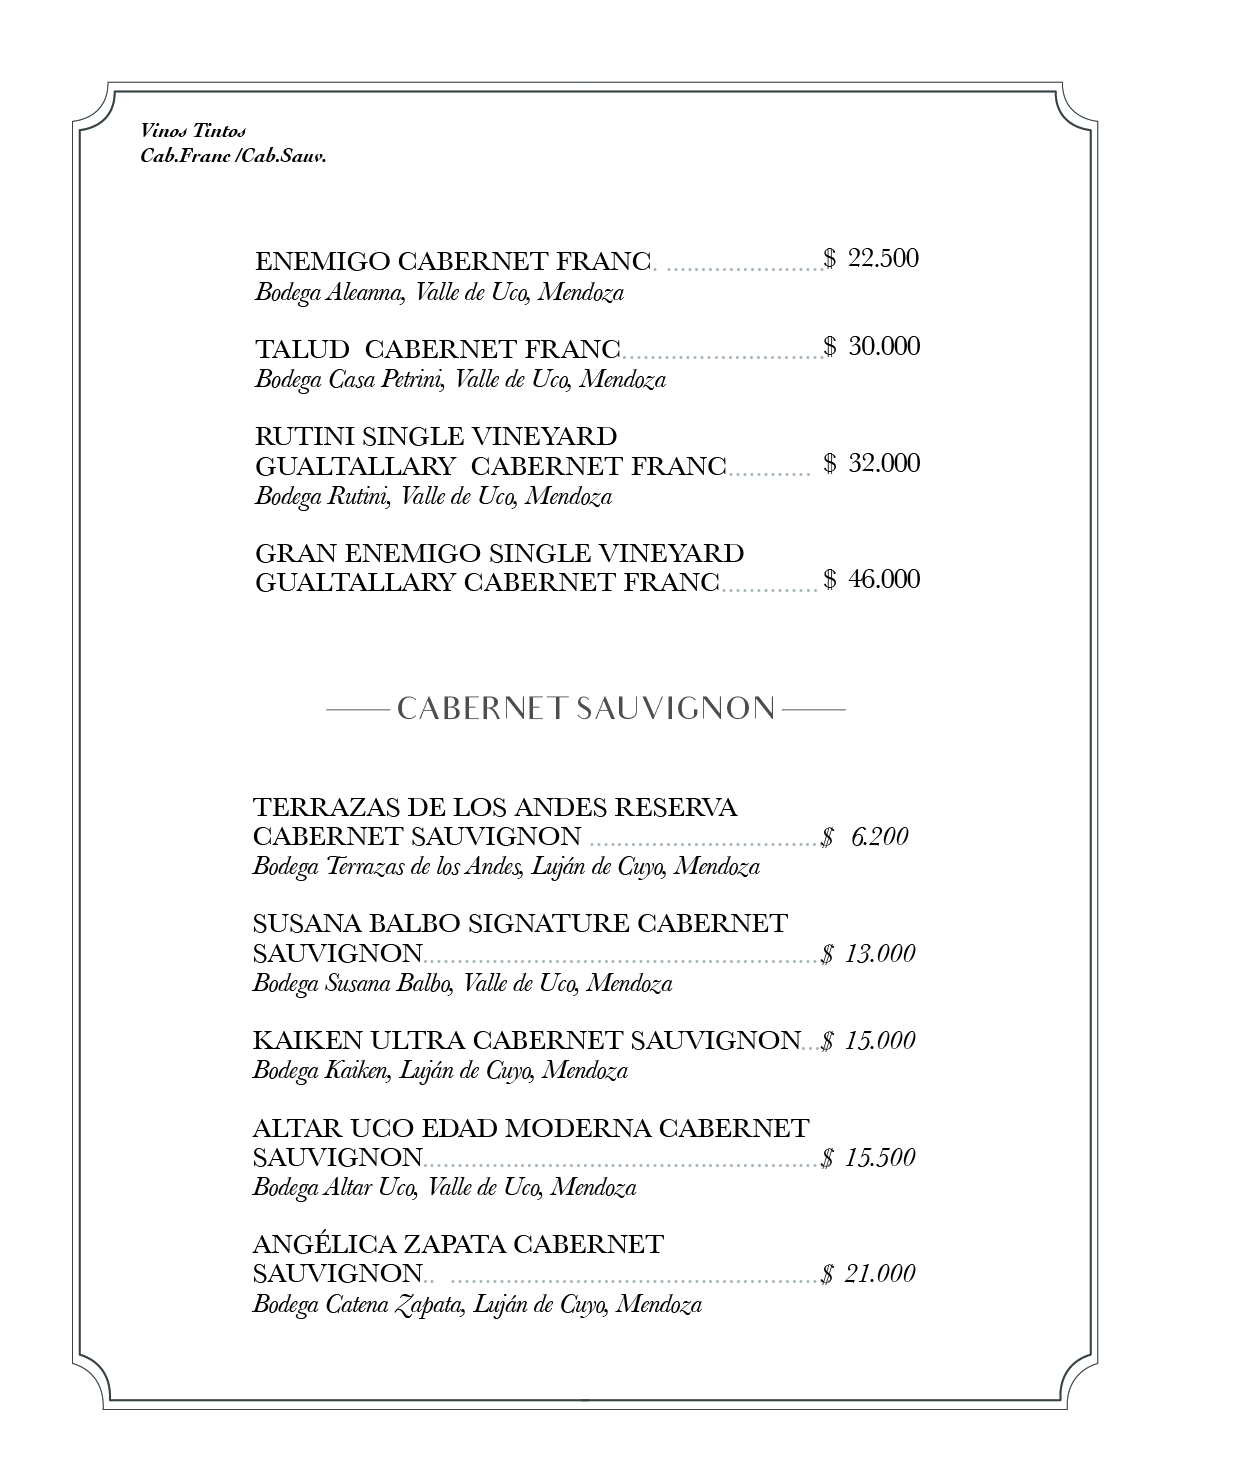 Vinos Tintos
Cab.Franc /Cab.Sauv.
ENEMIGO CABERNET FRANC. .......................$ 22.500
Bodega Aleanna, Valle de Uco, Mendoza
TALUD  CABERNET FRANC.............................$ 30.000
Bodega Casa Petrini, Valle de Uco, Mendoza
RUTINI SINGLE VINEYARD
GUALTALLARY  CABERNET FRANC............ $ 32.000
Bodega Rutini, Valle de Uco, Mendoza
GRAN ENEMIGO SINGLE VINEYARD
GUALTALLARY CABERNET FRANC.............. $ 46.000
CABERNET SAUVIGNON
TERRAZAS DE LOS ANDES RESERVA
CABERNET SAUVIGNON .................................$ 6.200
Bodega Terrazas de los Andes, Luján de Cuyo, Mendoza
SUSANA BALBO SIGNATURE CABERNET
SAUVIGNON.........................................................$ 13.000
Bodega Susana Balbo, Valle de Uco, Mendoza
KAIKEN ULTRA CABERNET SAUVIGNON...$ 15.000
Bodega Kaiken, Luján de Cuyo, Mendoza
ALTAR UCO EDAD MODERNA CABERNET
SAUVIGNON.........................................................$ 15.500
Bodega Altar Uco, Valle de Uco, Mendoza
ANGÉLICA ZAPATA CABERNET
SAUVIGNON.. .....................................................$ 21.000
Bodega Catena Zapata, Luján de Cuyo, Mendoza